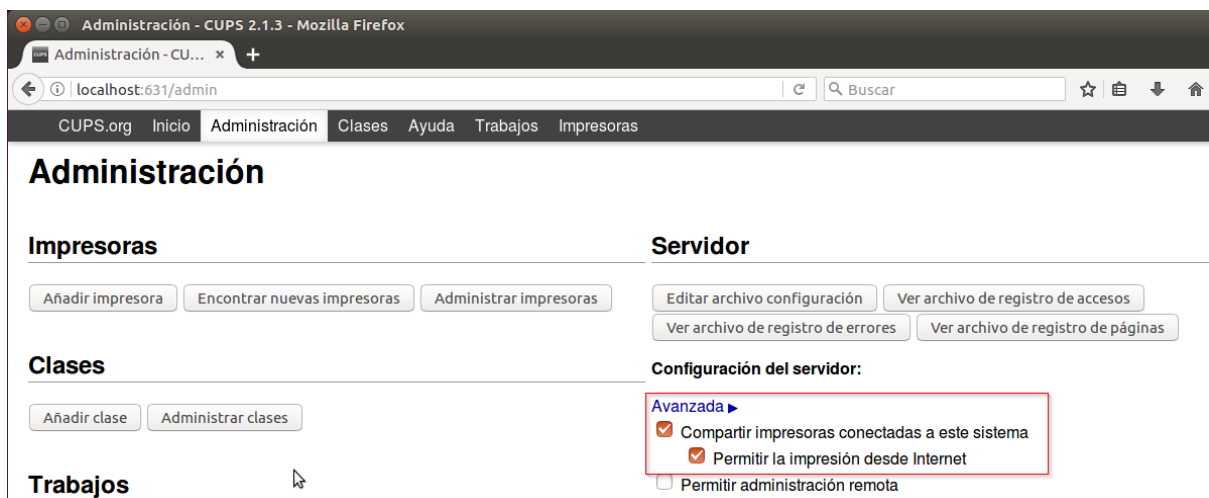 Administración - CUPS 2.1.3 - Mozilla Firefox
Administración - CU... × +
localhost:631/admin
Buscar
CUPS.org Inicio Administración Clases Ayuda Trabajos Impresoras
Administración
Impresoras
Añadir impresora Encontrar nuevas impresoras Administrar impresoras
Clases
Añadir clase Administrar clases
Trabajos
Servidor
Editar archivo configuración Ver archivo de registro de accesos
Ver archivo de registro de errores Ver archivo de registro de páginas
Configuración del servidor:
Avanzada ▸
Compartir impresoras conectadas a este sistema
Permitir la impresión desde Internet
Permitir administración remota